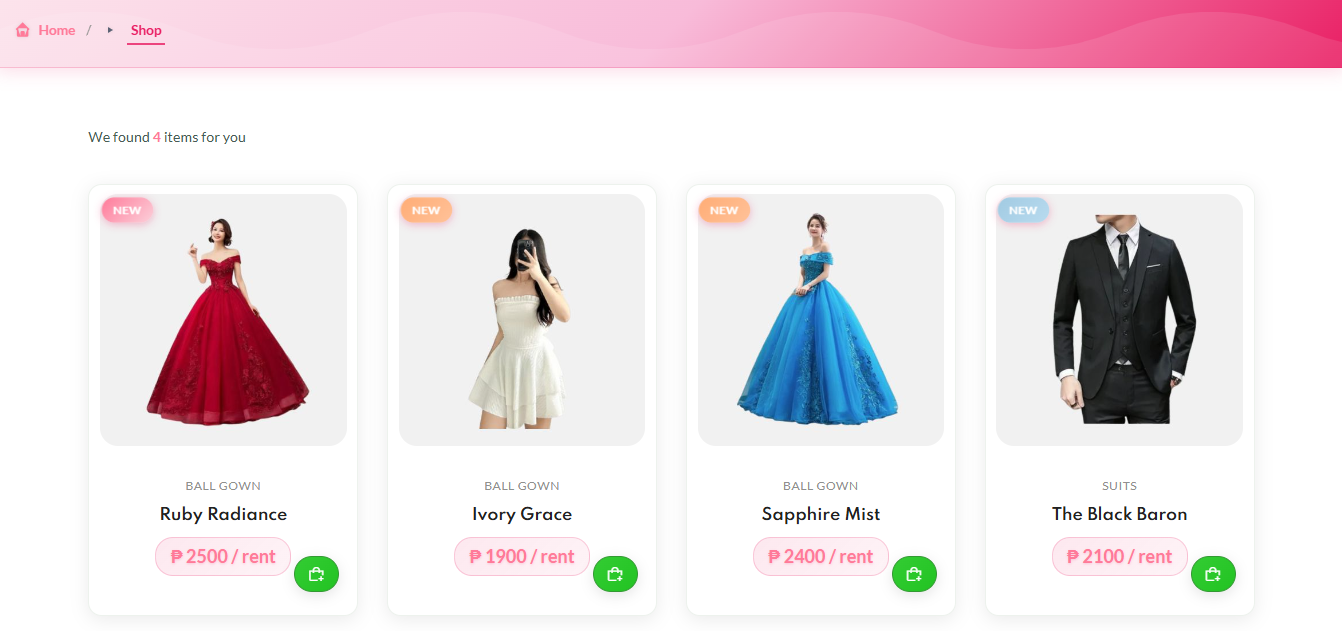 Home / ▸ Shop
We found 4 items for you
NEW
BALL GOWN
Ruby Radiance
₱ 2500 / rent
NEW
BALL GOWN
Ivory Grace
₱ 1900 / rent
NEW
BALL GOWN
Sapphire Mist
₱ 2400 / rent
NEW
SUITS
The Black Baron
₱ 2100 / rent